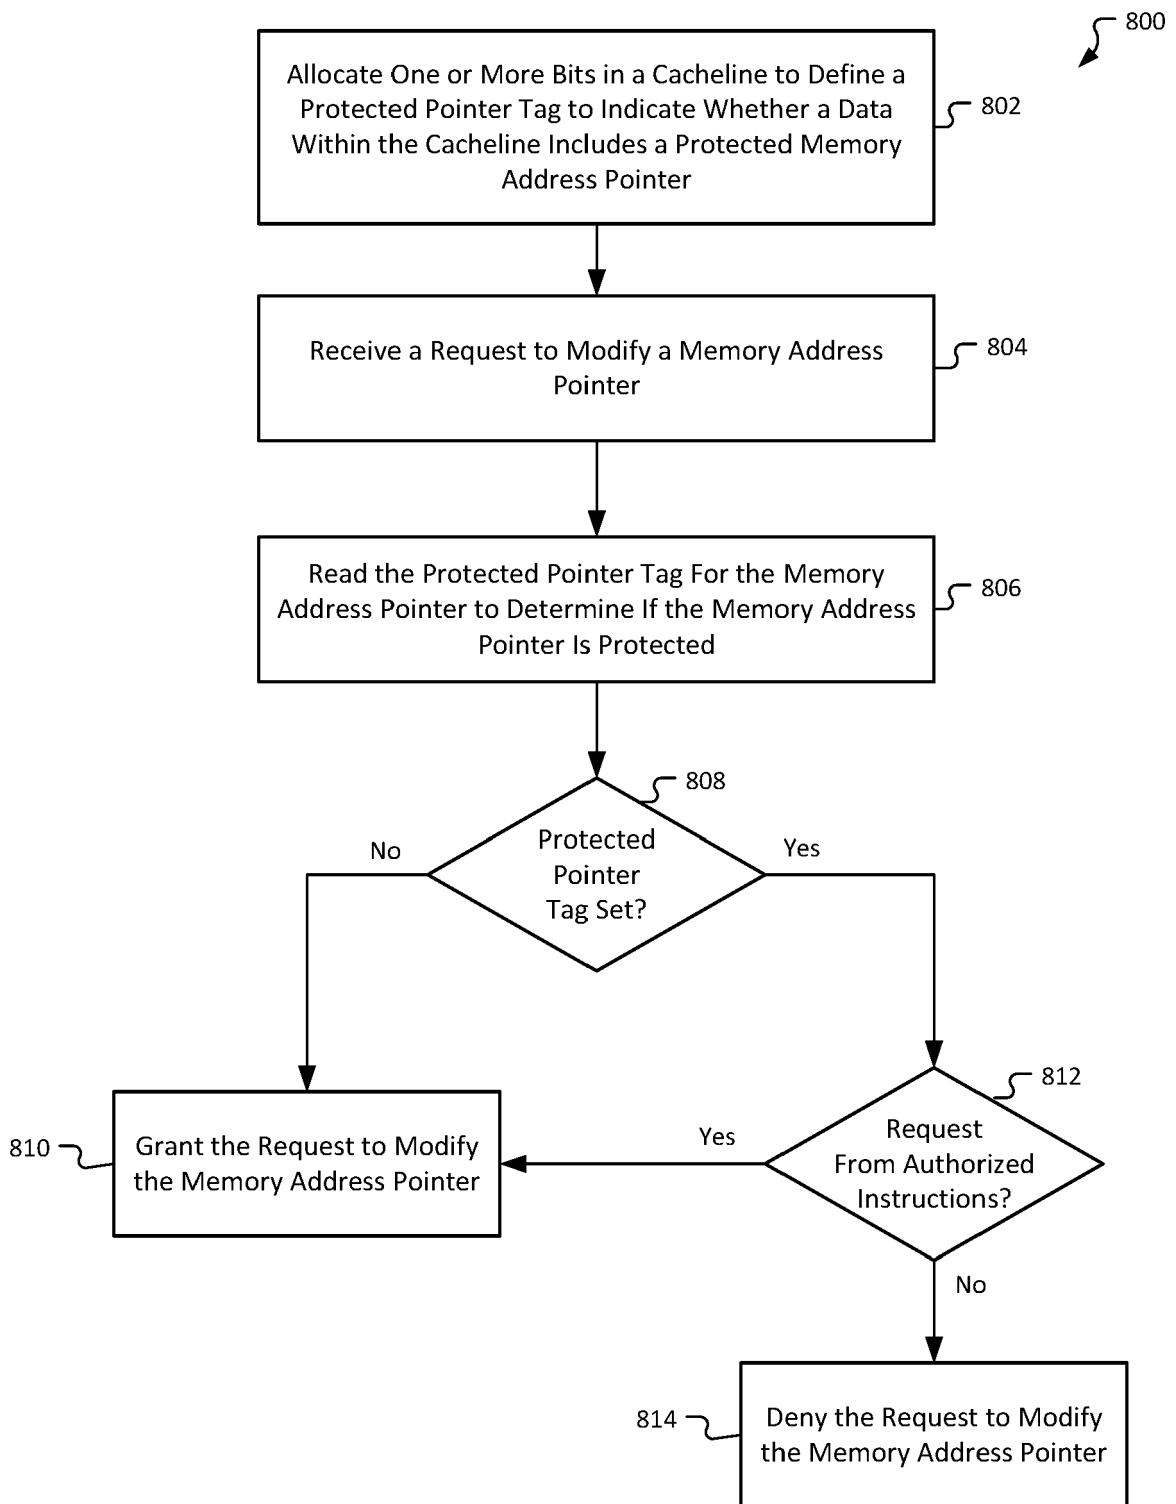 800
Allocate One or More Bits in a Cacheline to Define a
Protected Pointer Tag to Indicate Whether a Data
Within the Cacheline Includes a Protected Memory
Address Pointer
802
Receive a Request to Modify a Memory Address
Pointer
804
Read the Protected Pointer Tag For the Memory
Address Pointer to Determine If the Memory Address
Pointer Is Protected
806
808
Protected
Pointer
Tag Set?
No
Yes
812
Request
From Authorized
Instructions?
Yes
No
810
Grant the Request to Modify
the Memory Address Pointer
814
Deny the Request to Modify
the Memory Address Pointer